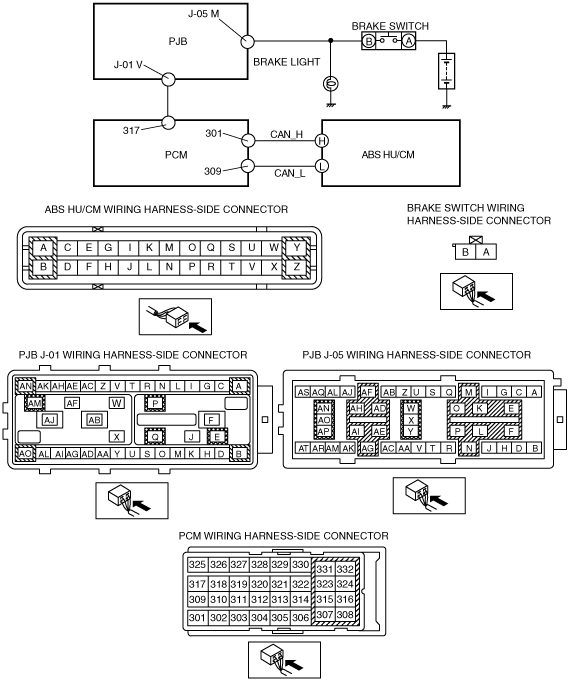 J-05 M
PJB
BRAKE SWITCH
B A
BRAKE LIGHT
J-01 V
317
301
CAN_H
H
PCM
ABS HU/CM
309
CAN_L
L
ABS HU/CM WIRING HARNESS-SIDE CONNECTOR
A C E G I K M O Q S U W Y
B D F H J L N P R T V X Z
BRAKE SWITCH WIRING
HARNESS-SIDE CONNECTOR
B A
PJB J-01 WIRING HARNESS-SIDE CONNECTOR
AN AK AH AE AC Z V T R N L I G C A
AM AF W P
AJ AB F
X Q J E
AO AL AI AG AD AA Y U S O M K H D B
PJB J-05 WIRING HARNESS-SIDE CONNECTOR
AS AQ AL AJ AF AB Z U S Q M I G C A
AN AH AD W O K E
AO X
AP AI AE Y P L F
AT AR AM AK AG AC AA V T R N J H D B
PCM WIRING HARNESS-SIDE CONNECTOR
325 326 327 328 329 330 331 332
317 318 319 320 321 322 323 324
309 310 311 312 313 314 315 316
301 302 303 304 305 306 307 308